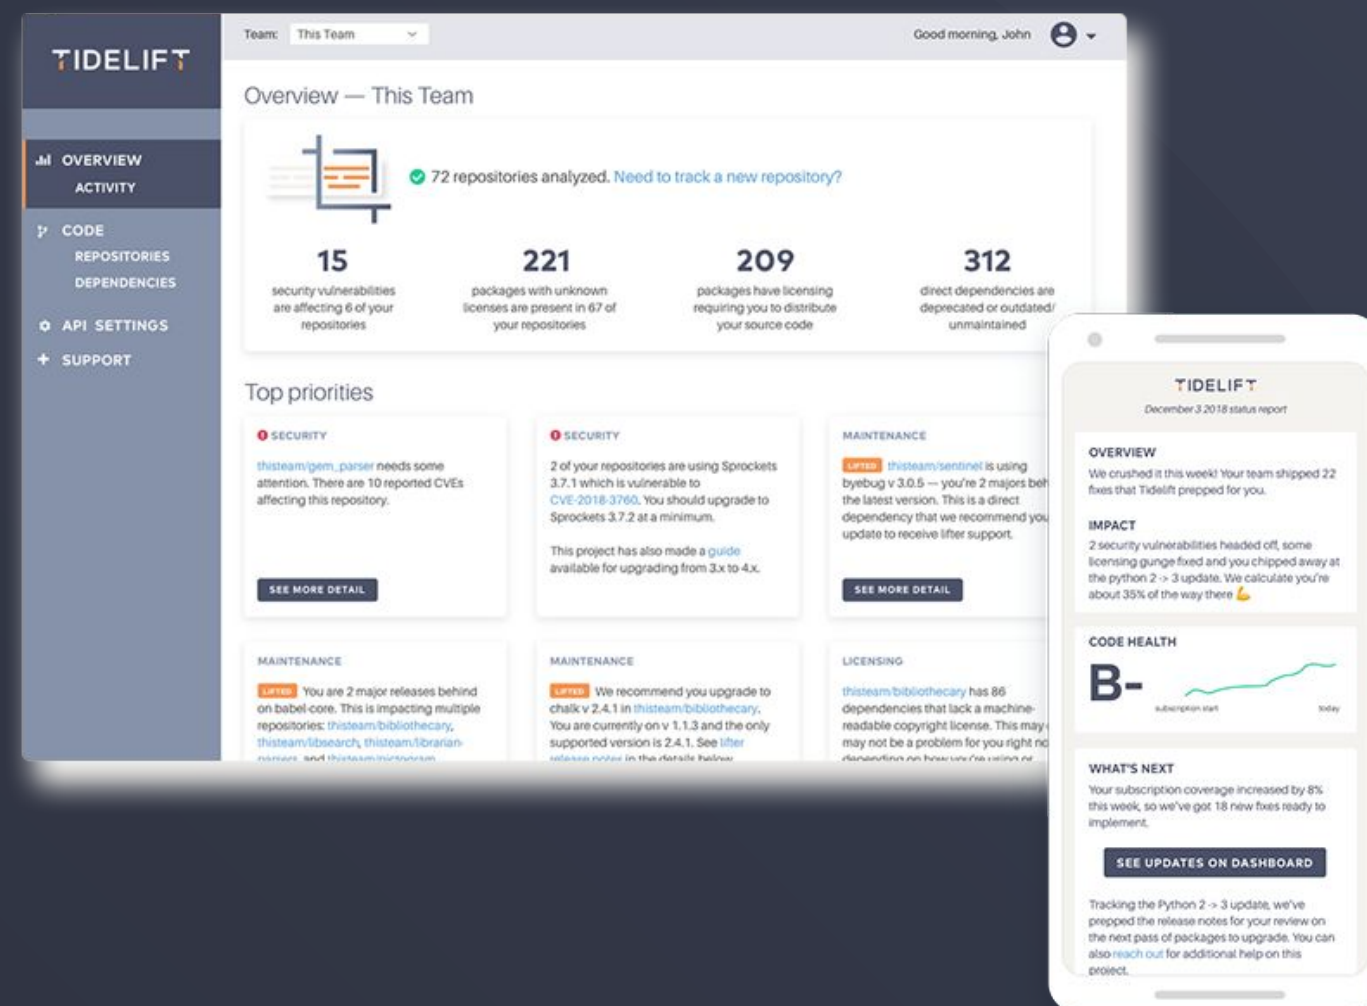 TIDELIFT
Team: This Team
Good morning, John
OVERVIEW
ACTIVITY
CODE
REPOSITORIES
DEPENDENCIES
API SETTINGS
SUPPORT
Overview — This Team
72 repositories analyzed. Need to track a new repository?
15
security vulnerabilities
are affecting 6 of your
repositories
221
packages with unknown
licenses are present in 67 of
your repositories
209
packages have licensing
requiring you to distribute
your source code
312
direct dependencies are
deprecated or outdated/
unmaintained
Top priorities
SECURITY
thisteam/gem_parser needs some
attention. There are 10 reported CVEs
affecting this repository.
SEE MORE DETAIL
SECURITY
2 of your repositories are using Sprockets
3.7.1 which is vulnerable to
CVE-2018-3760. You should upgrade to
Sprockets 3.7.2 at a minimum.
This project has also made a guide
available for upgrading from 3.x to 4.x.
MAINTENANCE
LIFTED thisteam/sentinel is using
byebug v 3.0.5 — you're 2 majors beh
the latest version. This is a direct
dependency that we recommend you
update to receive lifter support.
SEE MORE DETAIL
MAINTENANCE
LIFTED You are 2 major releases behind
on babel-core. This is impacting multiple
repositories: thisteam/bibliothecary,
thisteam/libsearch, thisteam/librarian-
parsers, and thisteam/pictogram
MAINTENANCE
LIFTED We recommend you upgrade to
chalk v 2.4.1 in thisteam/bibliothecary.
You are currently on v 1.1.3 and the only
supported version is 2.4.1. See lifter
release notes in the details below
LICENSING
thisteam/bibliothecary has 86
dependencies that lack a machine-
readable copyright license. This may
may not be a problem for you right no
depending on how you're using or
TIDELIFT
December 3 2018 status report
OVERVIEW
We crushed it this week! Your team shipped 22
fixes that Tidelift prepped for you.
IMPACT
2 security vulnerabilities headed off, some
licensing gunge fixed and you chipped away at
the python 2 -> 3 update. We calculate you're
about 35% of the way there 💪
CODE HEALTH
B-
subscription start
today
WHAT'S NEXT
Your subscription coverage increased by 8%
this week, so we've got 18 new fixes ready to
implement.
SEE UPDATES ON DASHBOARD
Tracking the Python 2 -> 3 update, we've
prepped the release notes for your review on
the next pass of packages to upgrade. You can
also reach out for additional help on this
project.